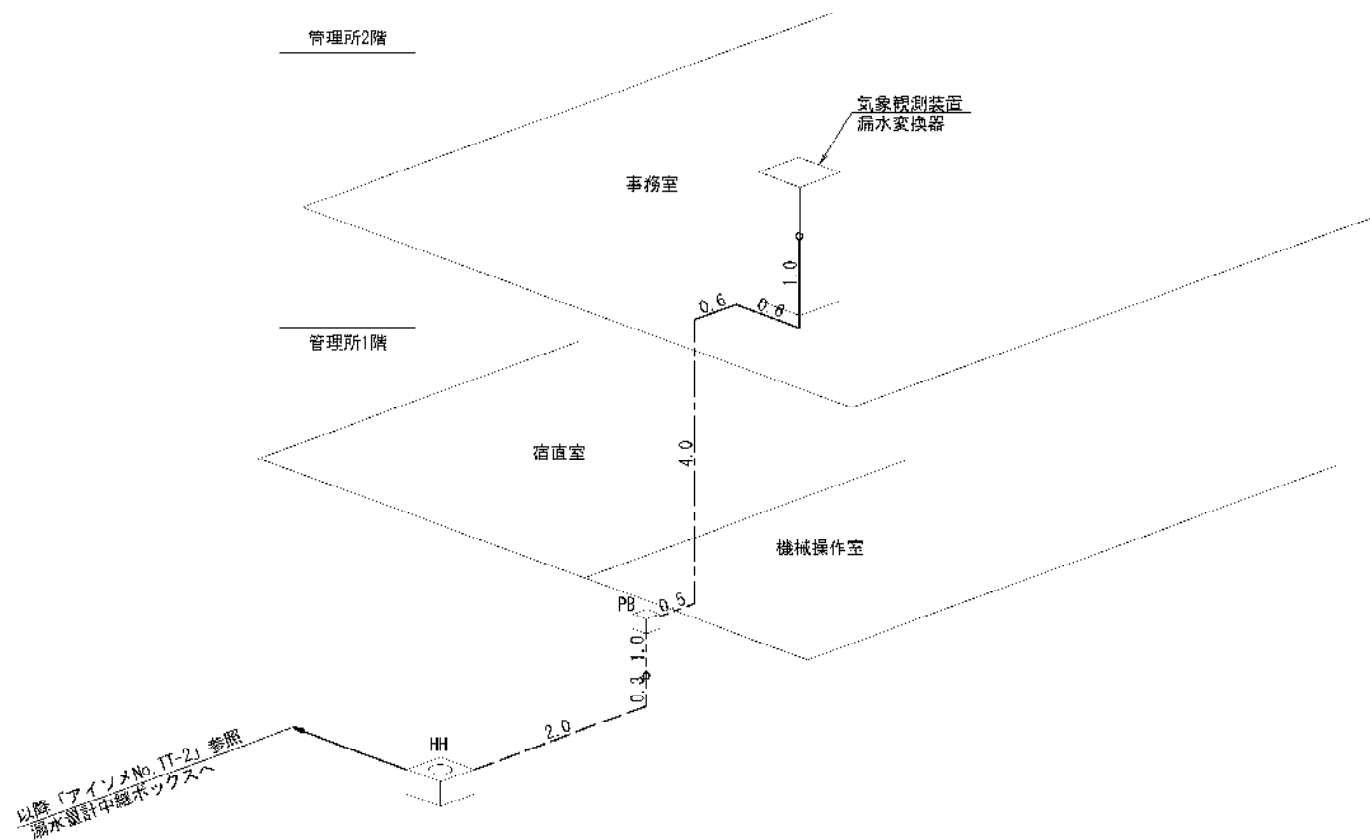 管理所2階
気象観測装置
漏水変換器
事務室
1.0
0.6
0.8
管理所1階
宿直室
4.0
機械操作室
PB
0.5
1.0
0.3
2.0
HH
以降「アイソメNo.TT-2」参照
漏水量計中継ボックスへ